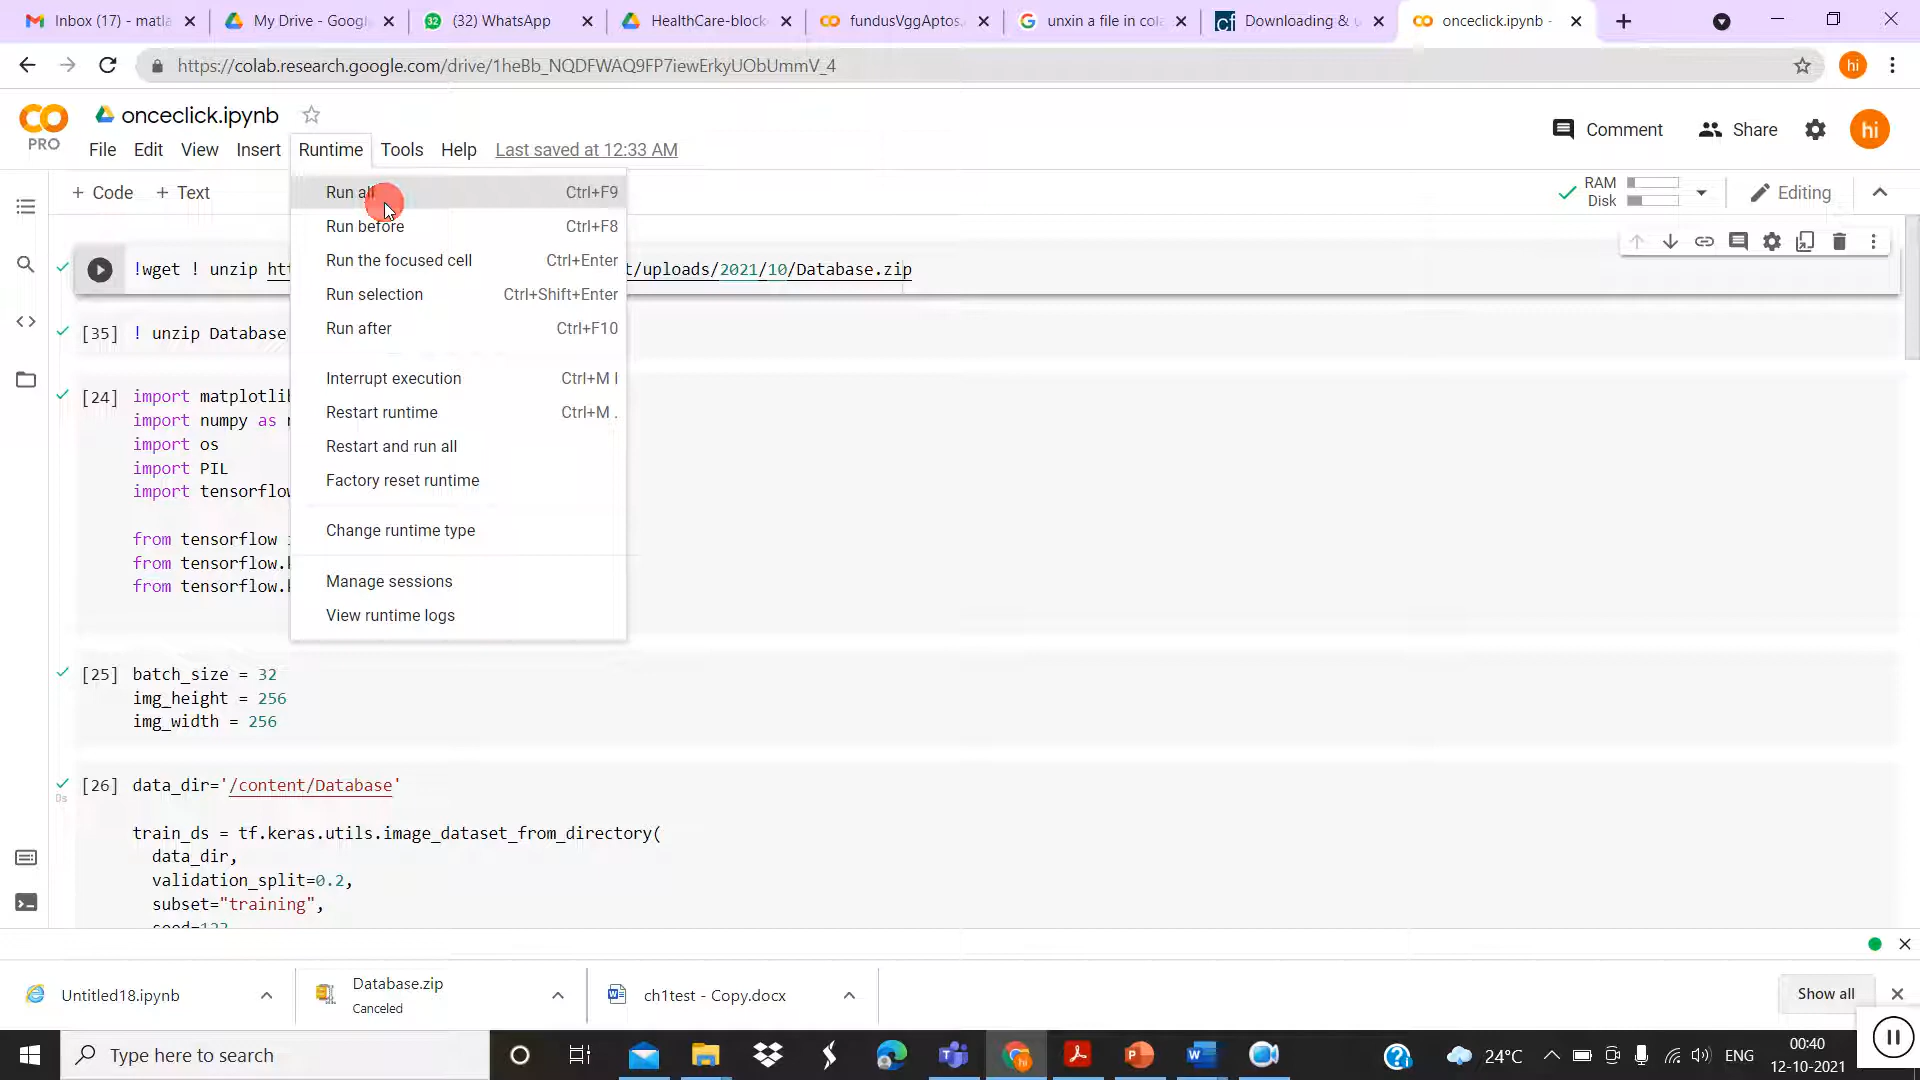 Inbox (17) - matla
My Drive - Googl
(32) WhatsApp
HealthCare-block
fundusVggAptos.
unxin a file in cola
Downloading & u
onceclick.ipynb -
https://colab.research.google.com/drive/1heBb_NQDFWAQ9FP7iewErkyUObUmmV_4
hi
PRO
onceclick.ipynb
File Edit View Insert Runtime Tools Help Last saved at 12:33 AM
Comment Share hi
+ Code + Text
RAM
Disk
Editing
Run all Ctrl+F9
Run before Ctrl+F8
Run the focused cell Ctrl+Enter
Run selection Ctrl+Shift+Enter
Run after Ctrl+F10
Interrupt execution Ctrl+M I
Restart runtime Ctrl+M .
Restart and run all
Factory reset runtime
Change runtime type
Manage sessions
View runtime logs
!wget ! unzip htt t/uploads/2021/10/Database.zip
[35] ! unzip Database
[24] import matplotlib
import numpy as
import os
import PIL
import tensorflow
from tensorflow
from tensorflow.
from tensorflow.
[25] batch_size = 32
img_height = 256
img_width = 256
[26] data_dir='/content/Database'
0s
train_ds = tf.keras.utils.image_dataset_from_directory(
data_dir,
validation_split=0.2,
subset="training",
seed=123
Untitled18.ipynb
Database.zip
Canceled
ch1test - Copy.docx
Show all
Type here to search
24°C
ENG
00:40
12-10-2021